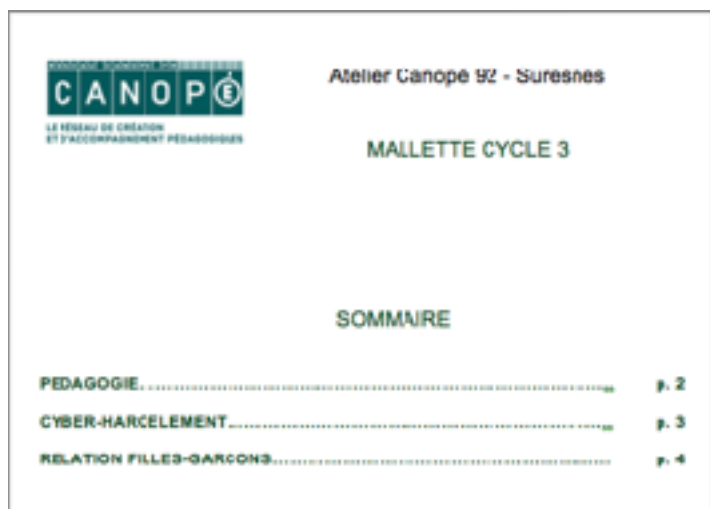 CANOPÉ
LE RÉSEAU DE CRÉATION
ET D'ACCOMPAGNEMENT PÉDAGOGIQUES
Atelier Canopé 92 - Suresnes
MALLETTE CYCLE 3
SOMMAIRE
PEDAGOGIE.......................................................... p. 2
CYBER-HARCELEMENT.......................................................... p. 3
RELATION FILLES-GARCONS.......................................................... p. 4